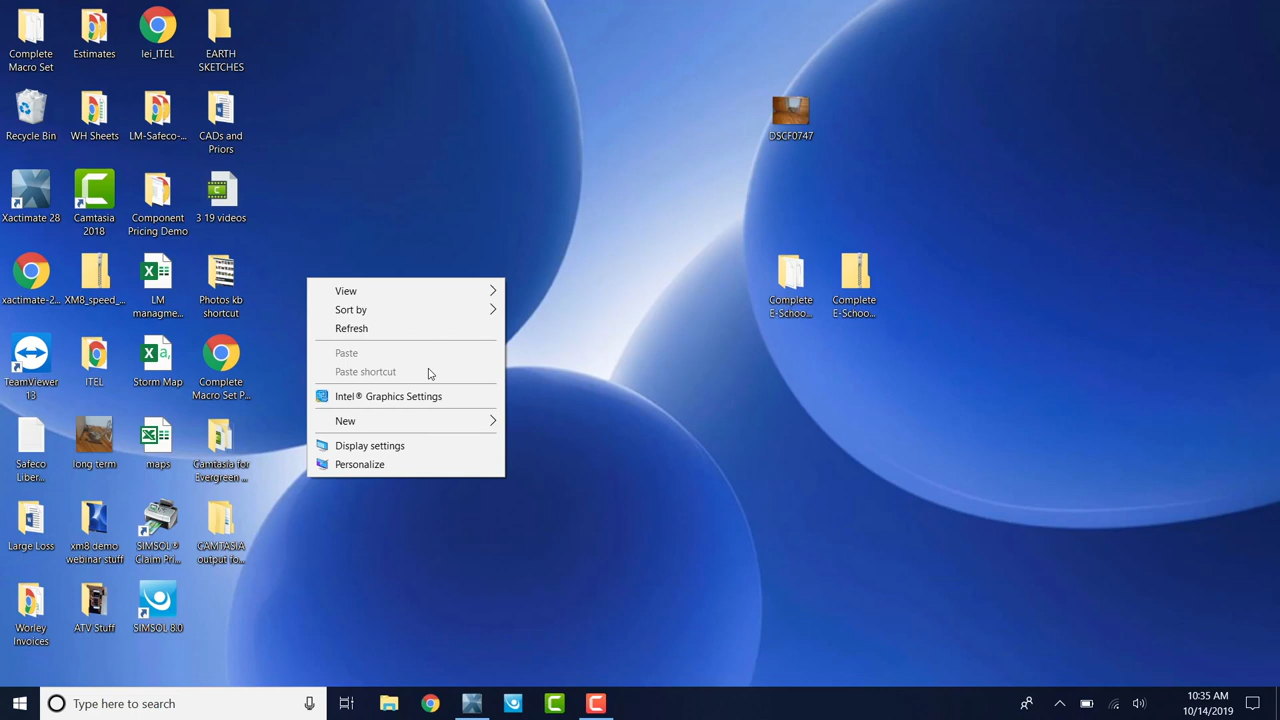 Complete
Macro Set
Estimates
lei_ITEL
EARTH
SKETCHES
Recycle Bin
WH Sheets
LM-Safeco-...
CADs and
Priors
DSCF0747
Xactimate 28
Camtasia
2018
Component
Pricing Demo
3 19 videos
xactimate-2...
XM8_speed_...
LM
managme...
Photos kb
shortcut
Complete
E-Schoo...
Complete
E-Schoo...
View
Sort by
Refresh
Paste
Paste shortcut
Intel® Graphics Settings
New
Display settings
Personalize
TeamViewer
13
ITEL
Storm Map
Complete
Macro Set P...
Safeco
Liber...
long term
maps
Camtasia for
Evergreen ...
Large Loss
xm8 demo
webinar stuff
SIMSOL®
Claim Pri...
CAMTASIA
output fo...
Worley
Invoices
ATV Stuff
SIMSOL 8.0
Type here to search
10:35 AM
10/14/2019